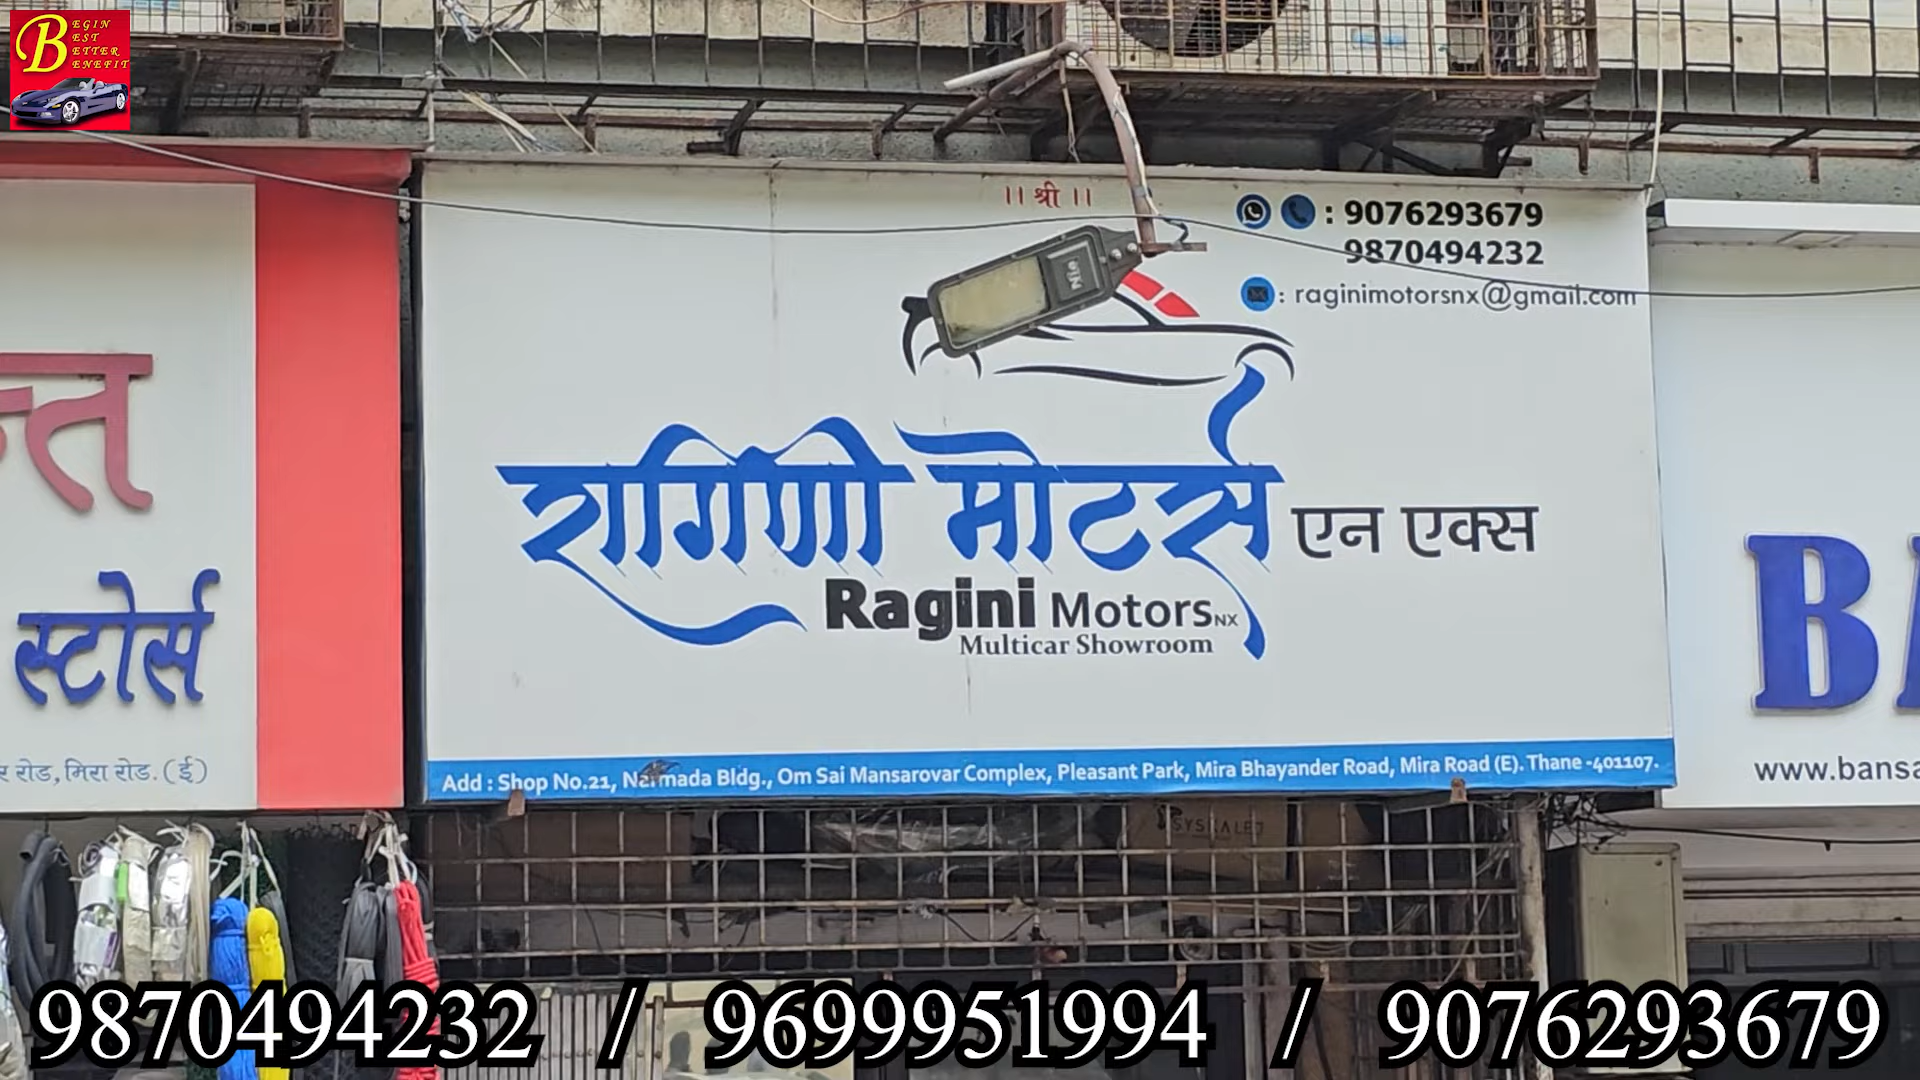 BEGIN
BEST
BETTER
BENEFIT
।। श्री ।।
: 9076293679
9870494232
: raginimotorsnx@gmail.com
रागिणी मोटर्स एन एक्स
Ragini Motors NX
Multicar Showroom
Add : Shop No.21, Narmada Bldg., Om Sai Mansarovar Complex, Pleasant Park, Mira Bhayander Road, Mira Road (E). Thane -401107.
स्टोर्स
रोड, मिरा रोड. (ई)
www.bansa
9870494232 / 9699951994 / 9076293679